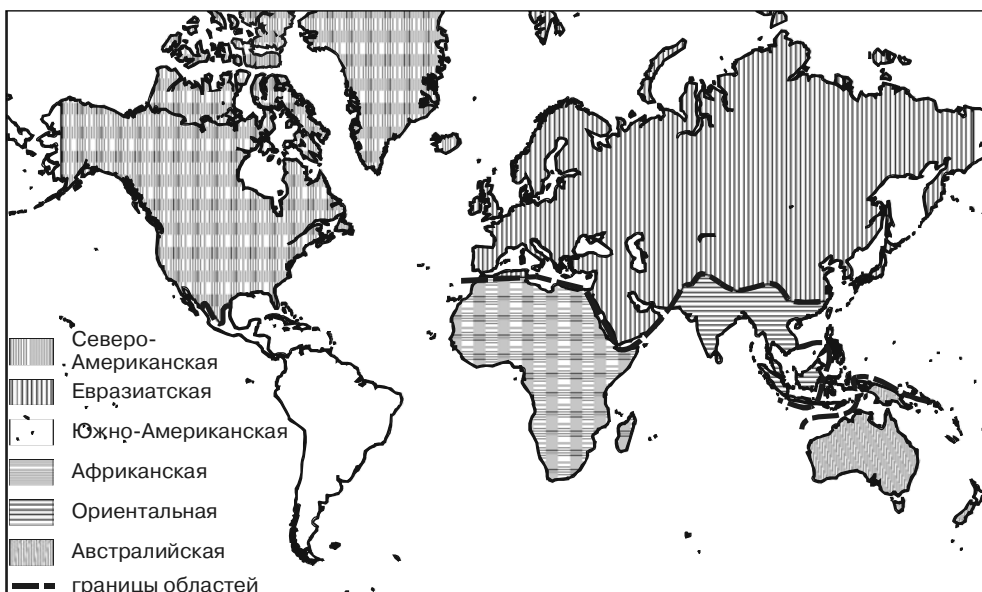 Северо-
Американская
Евразиатская
Южно-Американская
Африканская
Ориентальная
Австралийская
границы областей